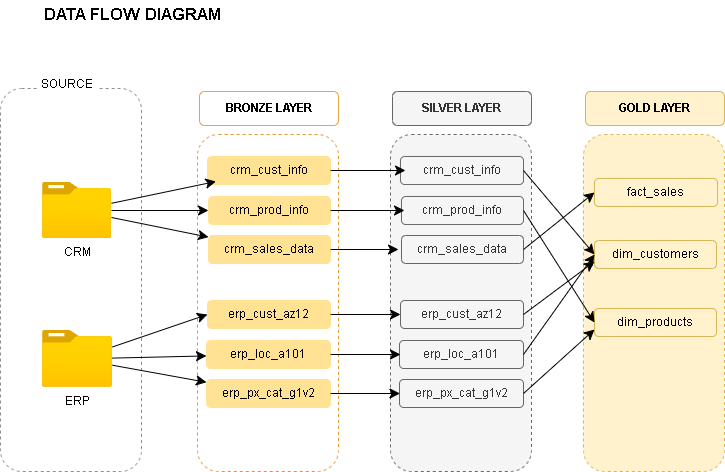 DATA FLOW DIAGRAM
SOURCE
BRONZE LAYER
SILVER LAYER
GOLD LAYER
CRM
ERP
crm_cust_info
crm_prod_info
crm_sales_data
erp_cust_az12
erp_loc_a101
erp_px_cat_g1v2
crm_cust_info
crm_prod_info
crm_sales_data
erp_cust_az12
erp_loc_a101
erp_px_cat_g1v2
fact_sales
dim_customers
dim_products